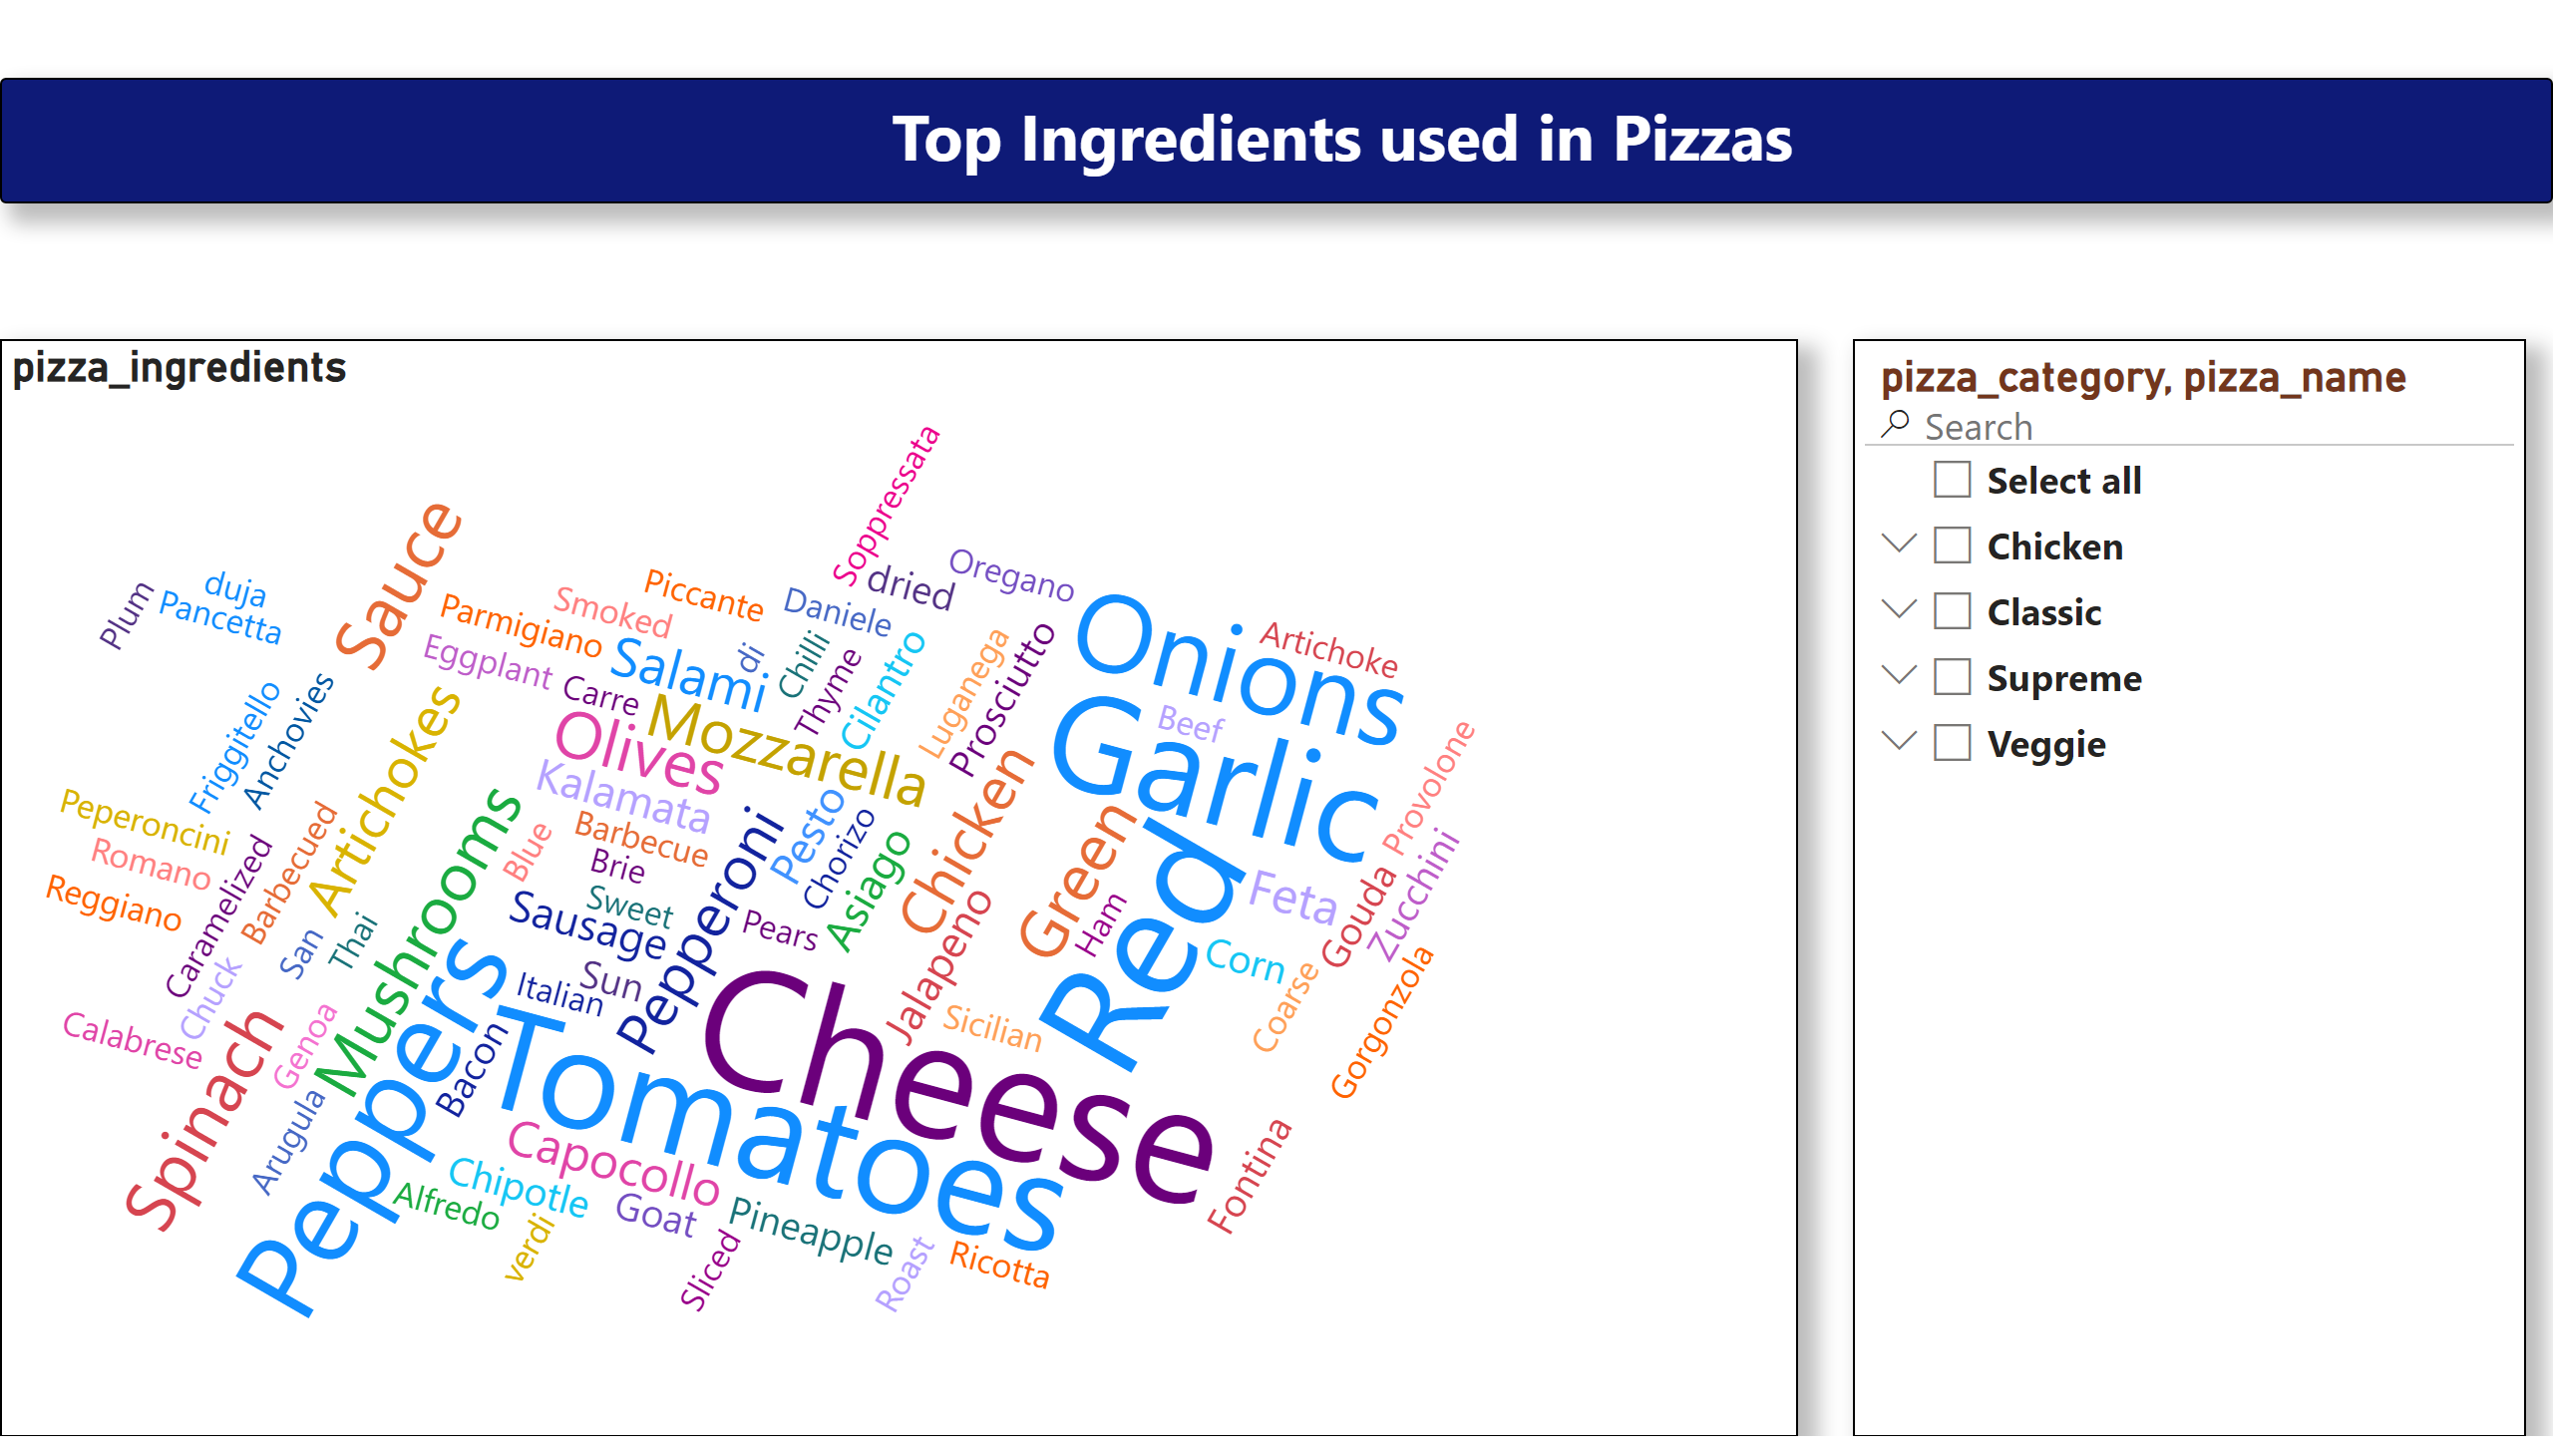 Top Ingredients used in Pizzas
pizza_ingredients
Soppressata
Sauce
Oregano
dried
Piccante
duja
Pancetta
Plum
Smoked
Parmigiano
Daniele
Onions
Artichoke
Eggplant
Salami
di
Chilli
Thyme
Cilantro
Luganega
Prosciutto
Carre
Friggitello
Anchovies
Artichokes
Olives
Mozzarella
Garlic
Beef
Provolone
Kalamata
Peperoncini
Barbecued
Mushrooms
Blue
Barbecue
Pepperoni
Pesto
Chorizo
Asiago
Chicken
Green
Red
Zucchini
Romano
Caramelized
Brie
Feta
Gouda
Reggiano
San
Thai
Sausage
Sweet
Pears
Jalapeno
Ham
Corn
Chuck
Peppers
Italian
Sun
Coarse
Gorgonzola
Calabrese
Spinach
Genoa
Bacon
Tomatoes
Cheese
Sicilian
Arugula
Capocollo
Fontina
Chipotle
Alfredo
Goat
Pineapple
verdi
Sliced
Roast
Ricotta
pizza_category, pizza_name
Search
Select all
Chicken
Classic
Supreme
Veggie